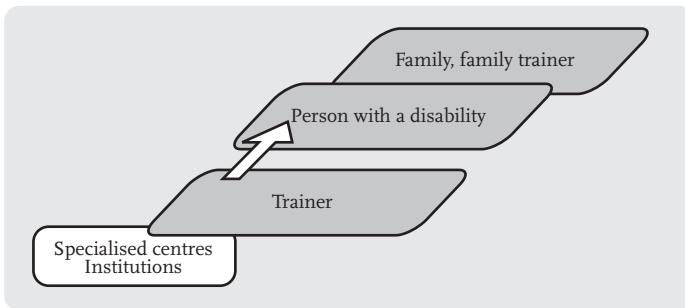 Family, family trainer
Person with a disability
Trainer
Specialised centres
Institutions